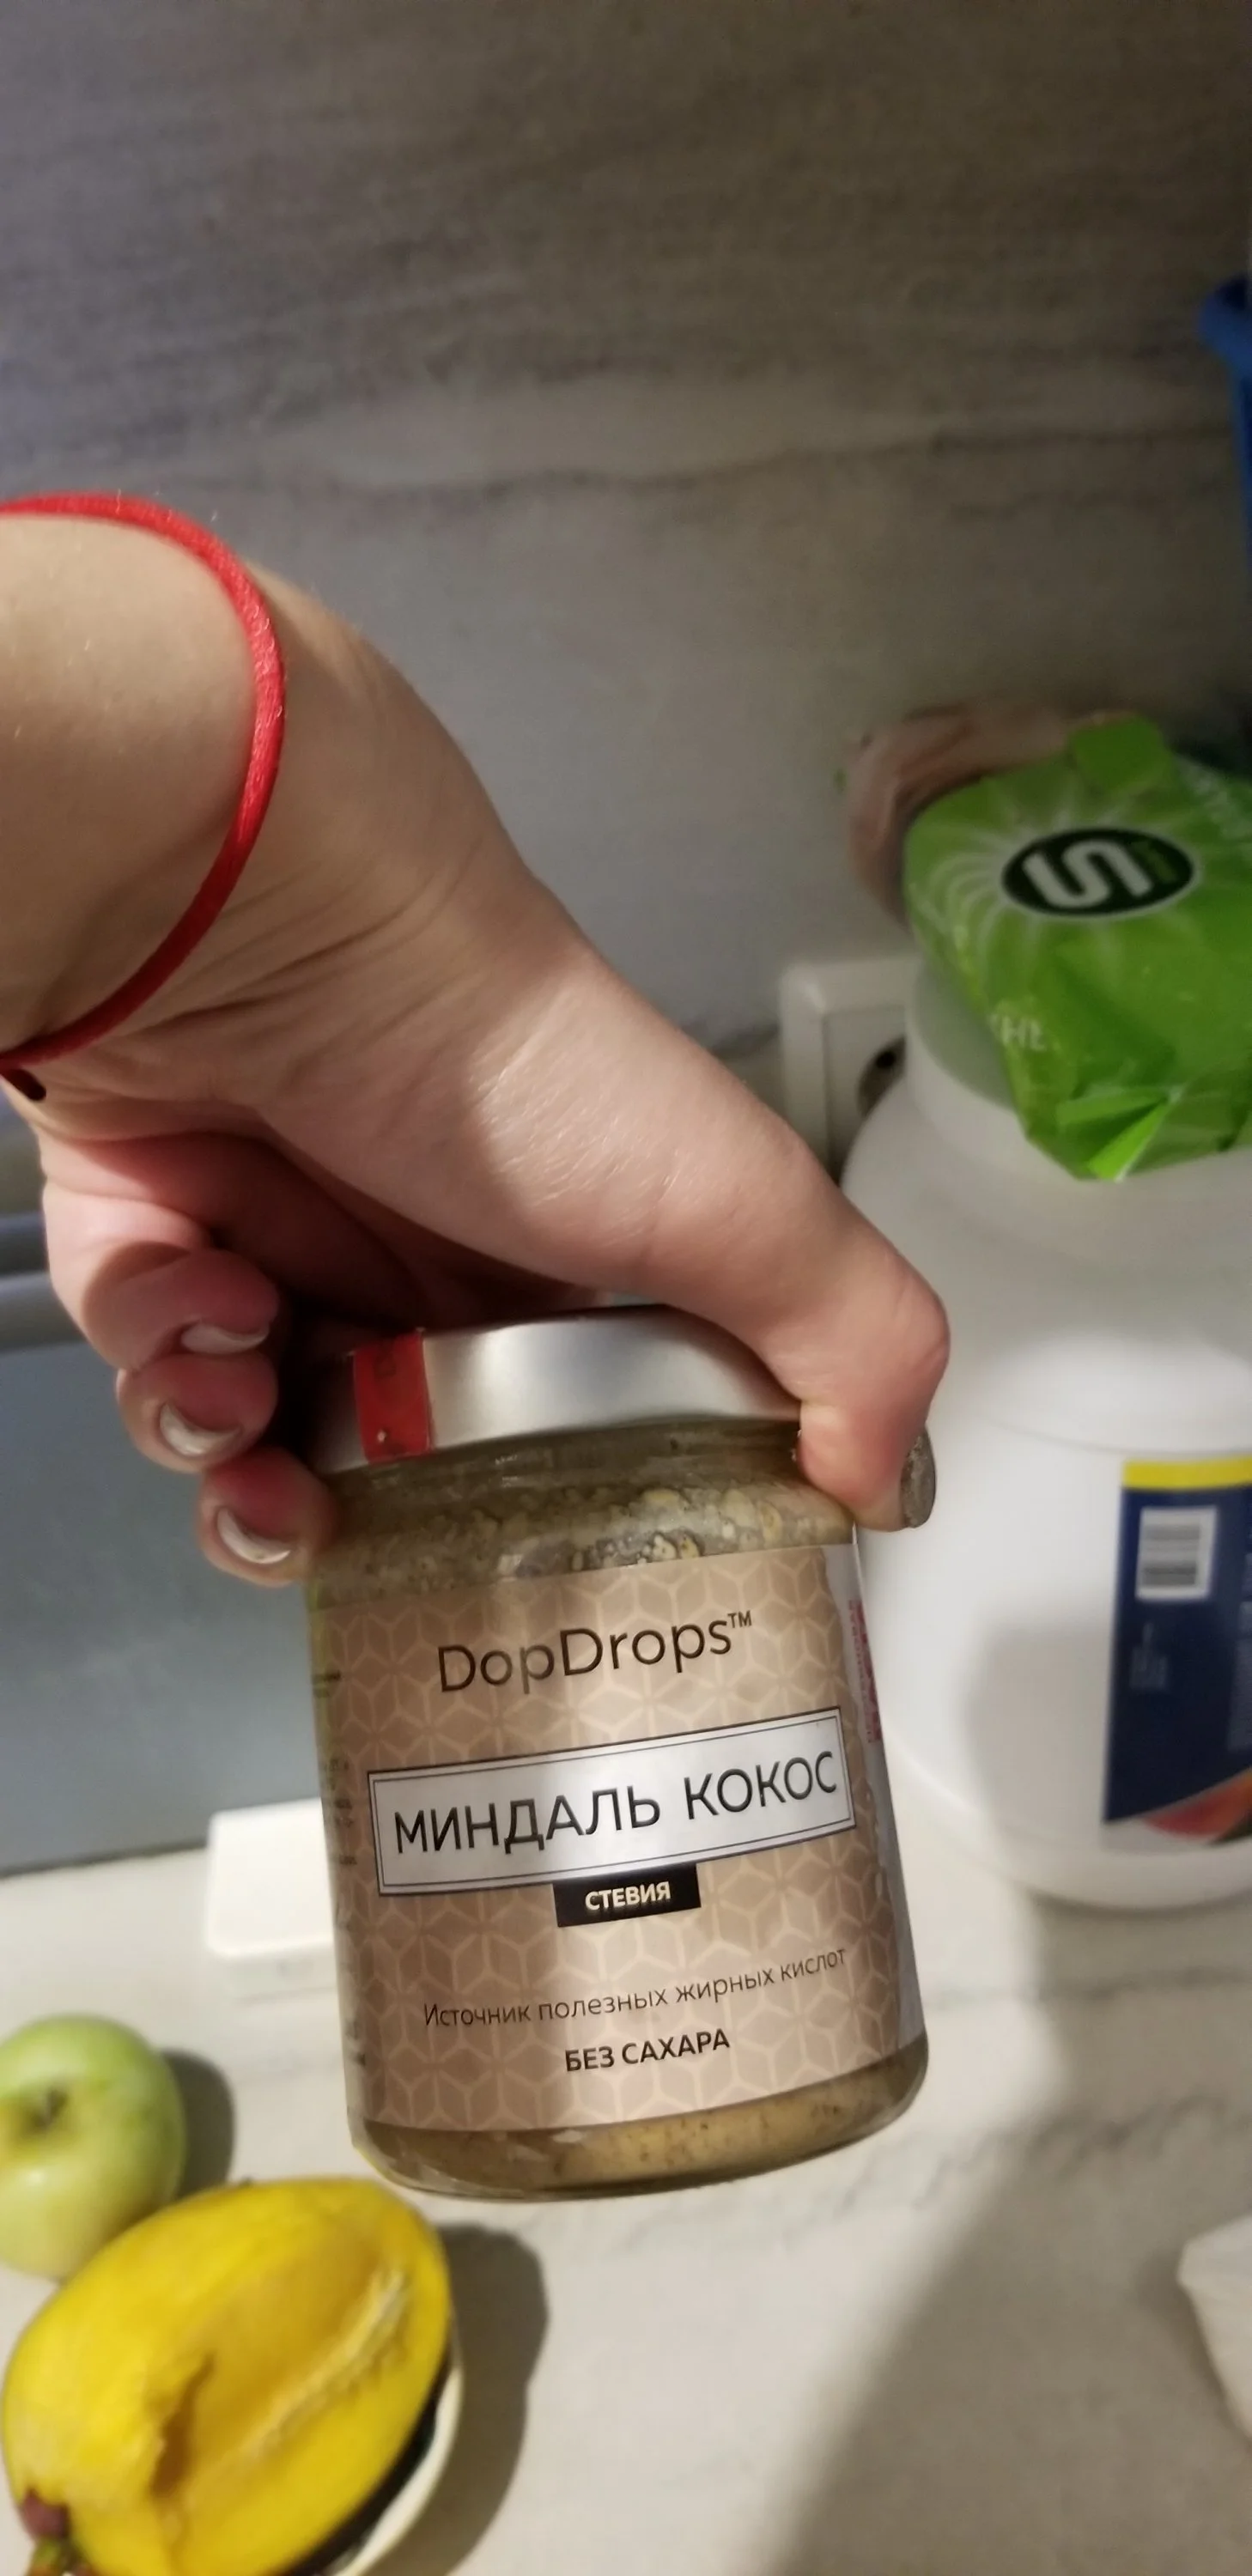 DopDrops™
МИНДАЛЬ КОКОС
СТЕВИЯ
Источник полезных жирных кислот
БЕЗ САХАРА